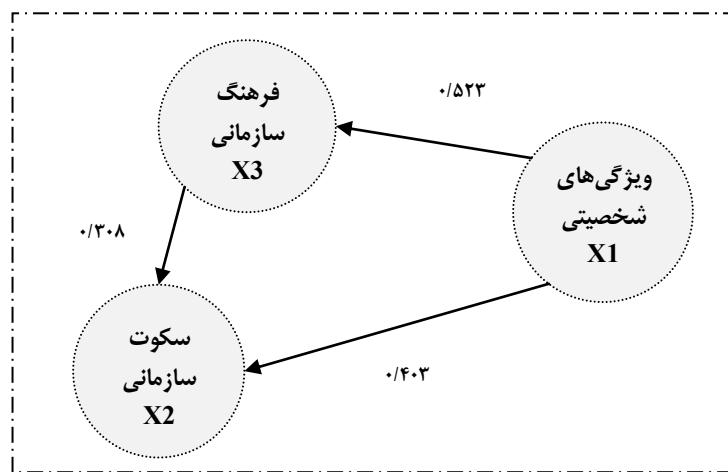 ویژگی‌های
شخصیتی
X1
۰/۵۲۳
فرهنگ
سازمانی
X3
۰/۳۰۸
سکوت
سازمانی
X2
۰/۴۰۳